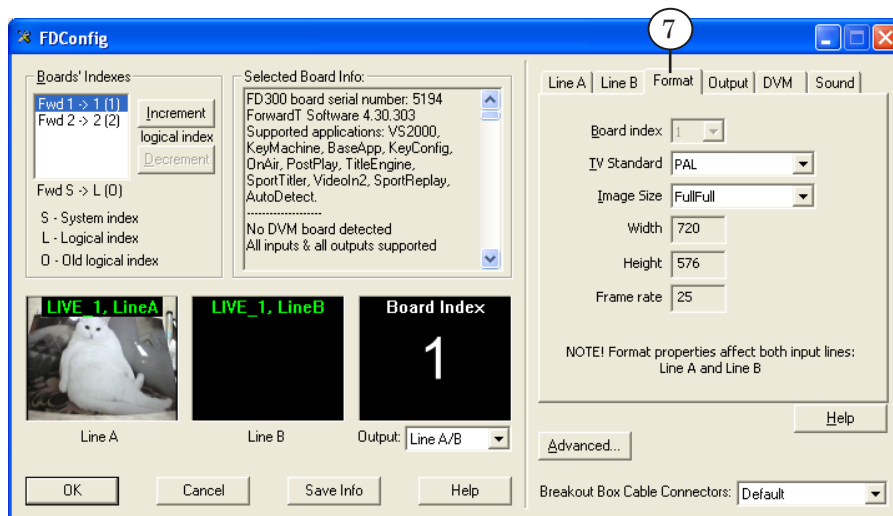 7
FDConfig
Boards' Indexes
Fwd 1 -> 1 (1)
Fwd 2 -> 2 (2)
Increment
logical index
Decrement
Fwd S -> L (O)
S - System index
L - Logical index
O - Old logical index
Selected Board Info:
FD300 board serial number: 5194
ForwardT Software 4.30.303
Supported applications: VS2000,
KeyMachine, BaseApp, KeyConfig,
OnAir, PostPlay, TitleEngine,
SportTitler, VideoIn2, SportReplay,
AutoDetect.
--------------------
No DVM board detected
All inputs & all outputs supported
LIVE_1, LineA
LIVE_1, LineB
Board Index
1
Line A
Line B
Output: Line A/B
OK
Cancel
Save Info
Help
Line A
Line B
Format
Output
DVM
Sound
Board index 1
TV Standard PAL
Image Size FullFull
Width 720
Height 576
Frame rate 25
NOTE! Format properties affect both input lines:
Line A and Line B
Help
Advanced...
Breakout Box Cable Connectors: Default